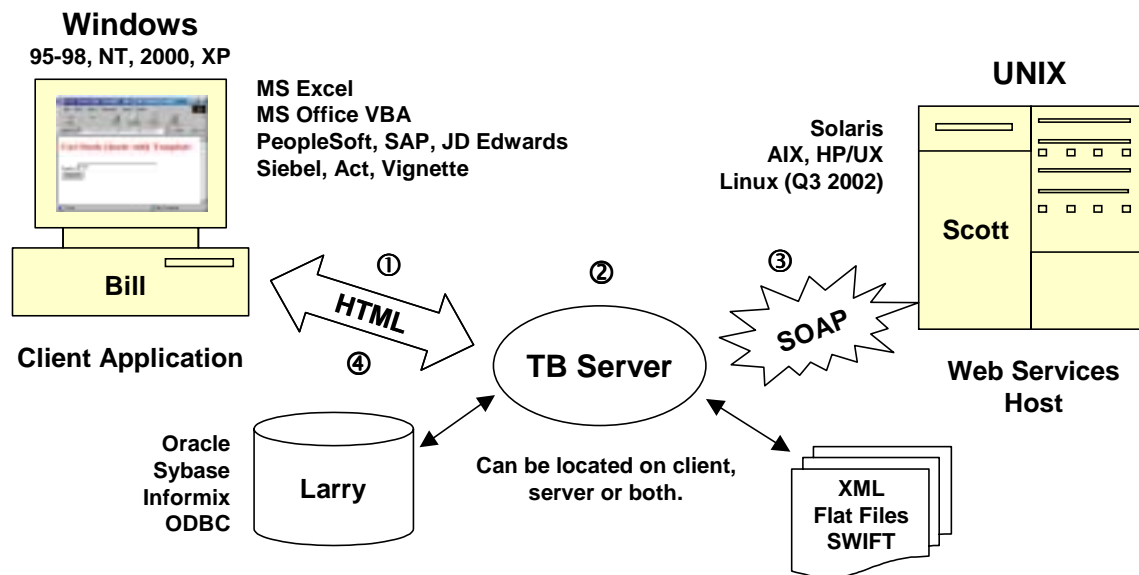 Windows
95-98, NT, 2000, XP
MS Excel
MS Office VBA
PeopleSoft, SAP, JD Edwards
Siebel, Act, Vignette
UNIX
Solaris
AIX, HP/UX
Linux (Q3 2002)
Scott
Bill
Client Application
①
HTML
④
②
TB Server
③
SOAP
Web Services
Host
Oracle
Sybase
Informix
ODBC
Larry
Can be located on client,
server or both.
XML
Flat Files
SWIFT